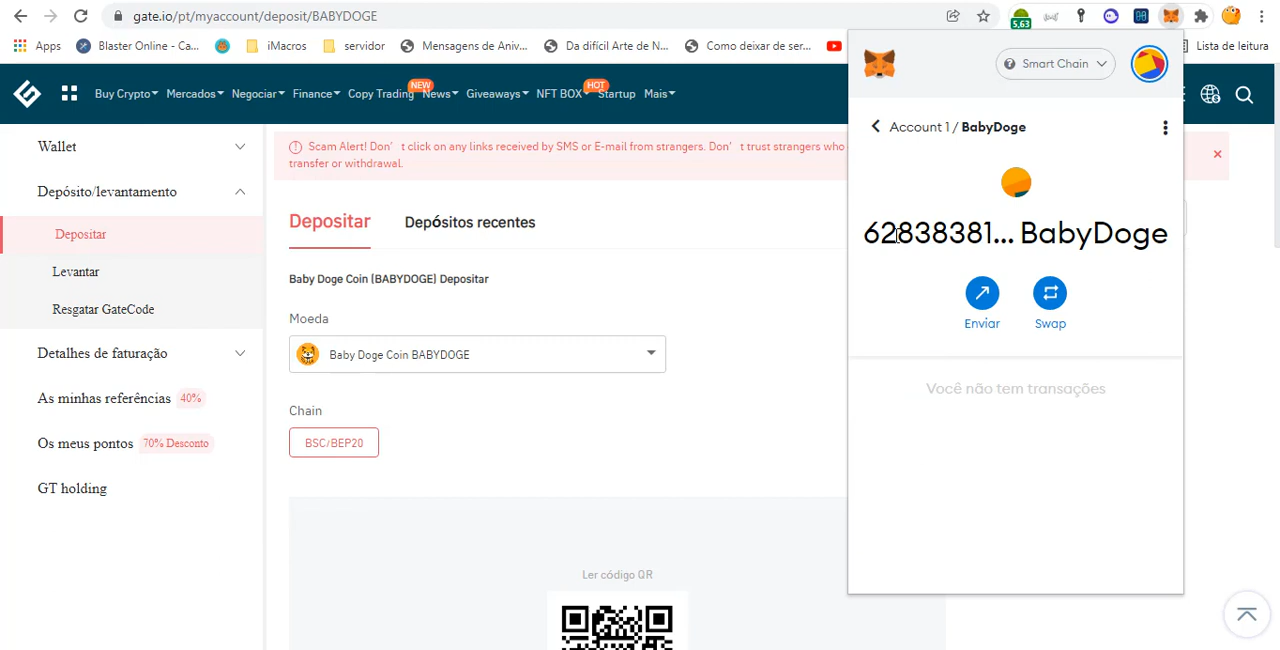 gate.io/pt/myaccount/deposit/BABYDOGE
5,63
Apps
Blaster Online - Ca...
iMacros
servidor
Mensagens de Aniv...
Da difícil Arte de N...
Como deixar de ser...
Lista de leitura
Buy Crypto
Mercados
Negociar
Finance
Copy Trading
NEW
News
Giveaways
NFT BOX
HOT
Startup
Mais
Wallet
Depósito/levantamento
Depositar
Levantar
Resgatar GateCode
Detalhes de faturação
As minhas referências 40%
Os meus pontos 70% Desconto
GT holding
Scam Alert! Don't click on any links received by SMS or E-mail from strangers. Don't trust strangers who
transfer or withdrawal.
Depositar
Depósitos recentes
Baby Doge Coin (BABYDOGE) Depositar
Moeda
Baby Doge Coin BABYDOGE
Chain
BSC/BEP20
Ler código QR
Smart Chain
Account 1 / BabyDoge
62838381... BabyDoge
Enviar
Swap
Você não tem transações